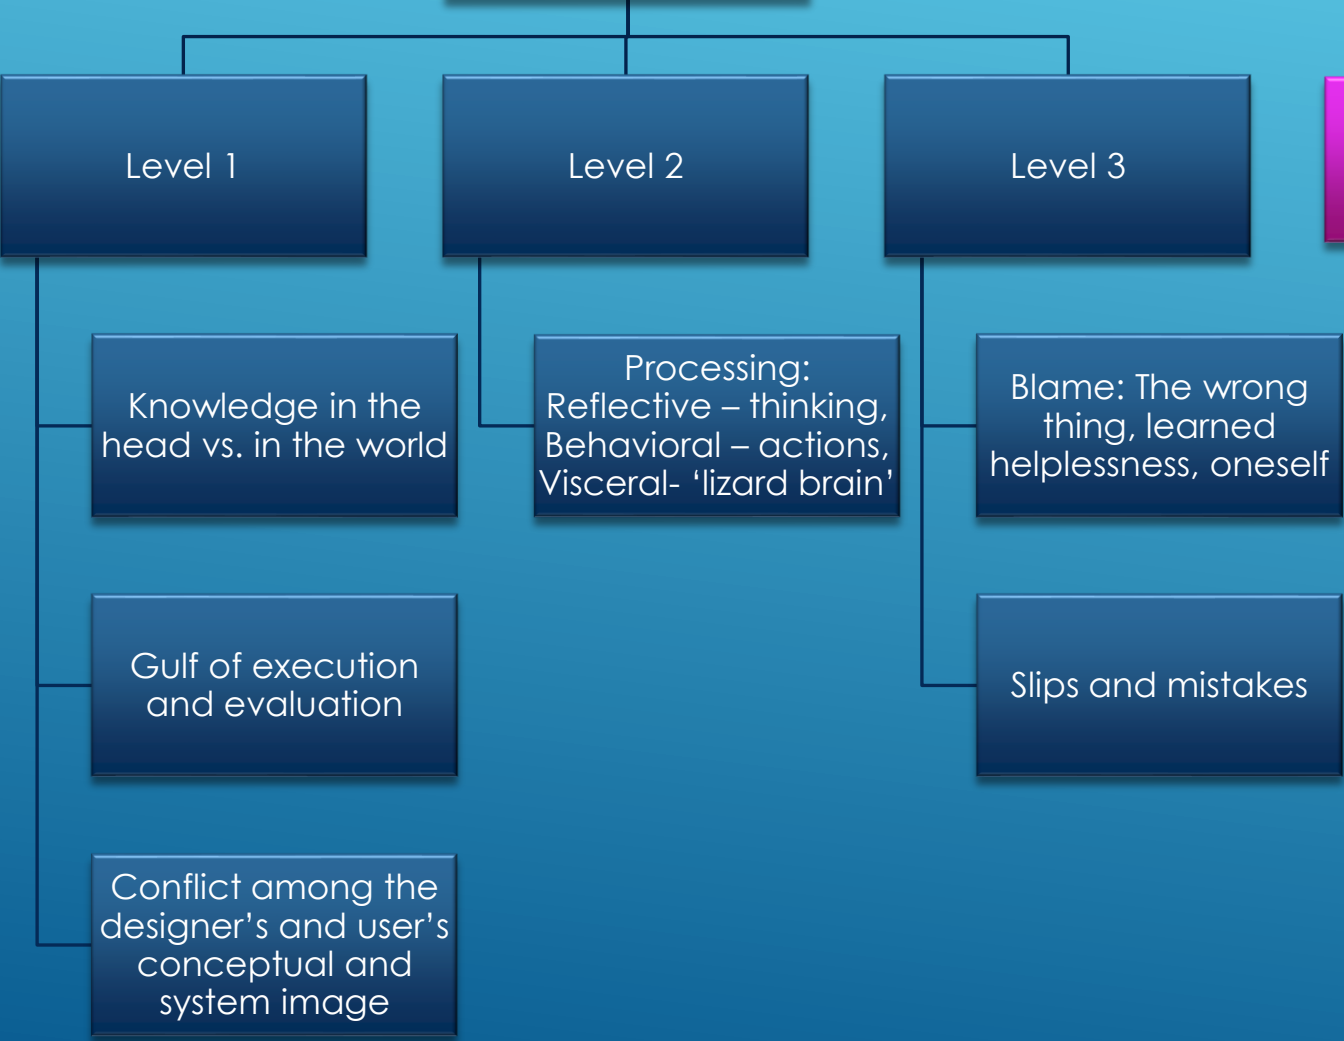 Level 1
Level 2
Level 3
Knowledge in the
head vs. in the world
Processing:
Reflective – thinking,
Behavioral – actions,
Visceral- ‘lizard brain’
Blame: The wrong
thing, learned
helplessness, oneself
Gulf of execution
and evaluation
Slips and mistakes
Conflict among the
designer’s and user’s
conceptual and
system image